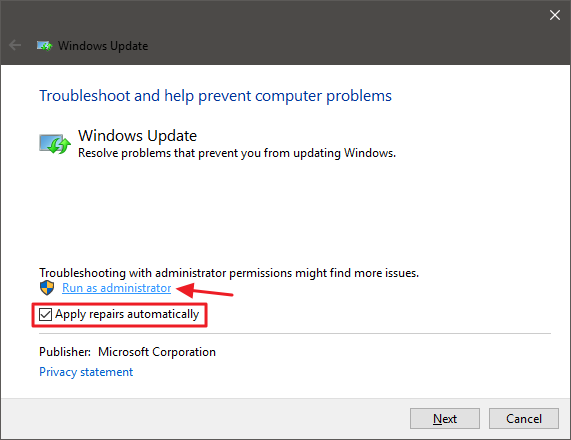 Windows Update
Troubleshoot and help prevent computer problems
Windows Update
Resolve problems that prevent you from updating Windows.
Troubleshooting with administrator permissions might find more issues.
Run as administrator
Apply repairs automatically
Publisher: Microsoft Corporation
Privacy statement
Next Cancel